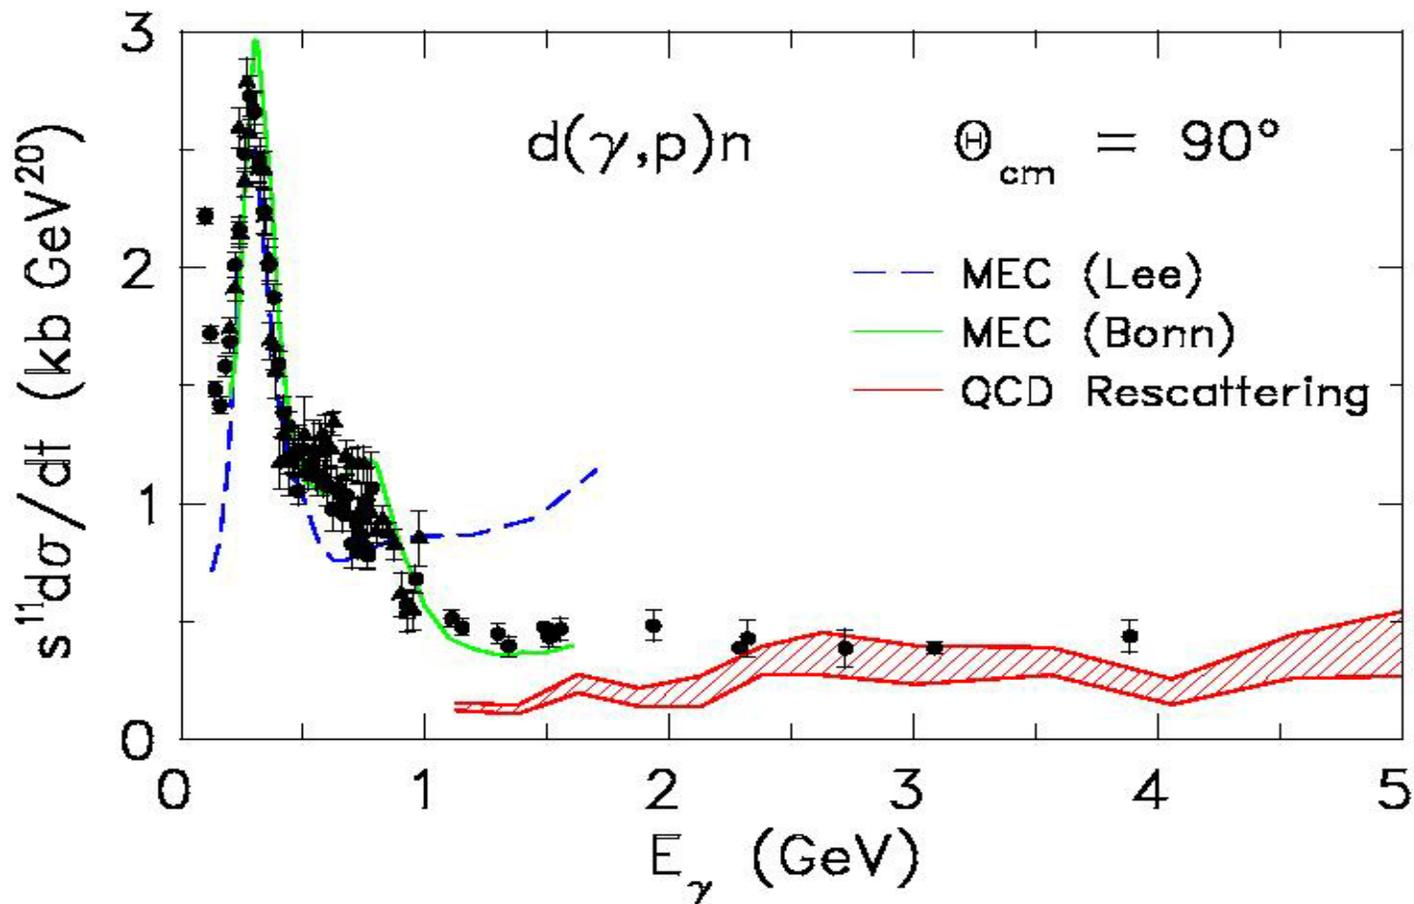 3
2
1
0
s¹¹dσ/dt (kb GeV²⁰)
d(γ,p)n Θcm = 90°
MEC (Lee)
MEC (Bonn)
QCD Rescattering
0 1 2 3 4 5
Eγ (GeV)